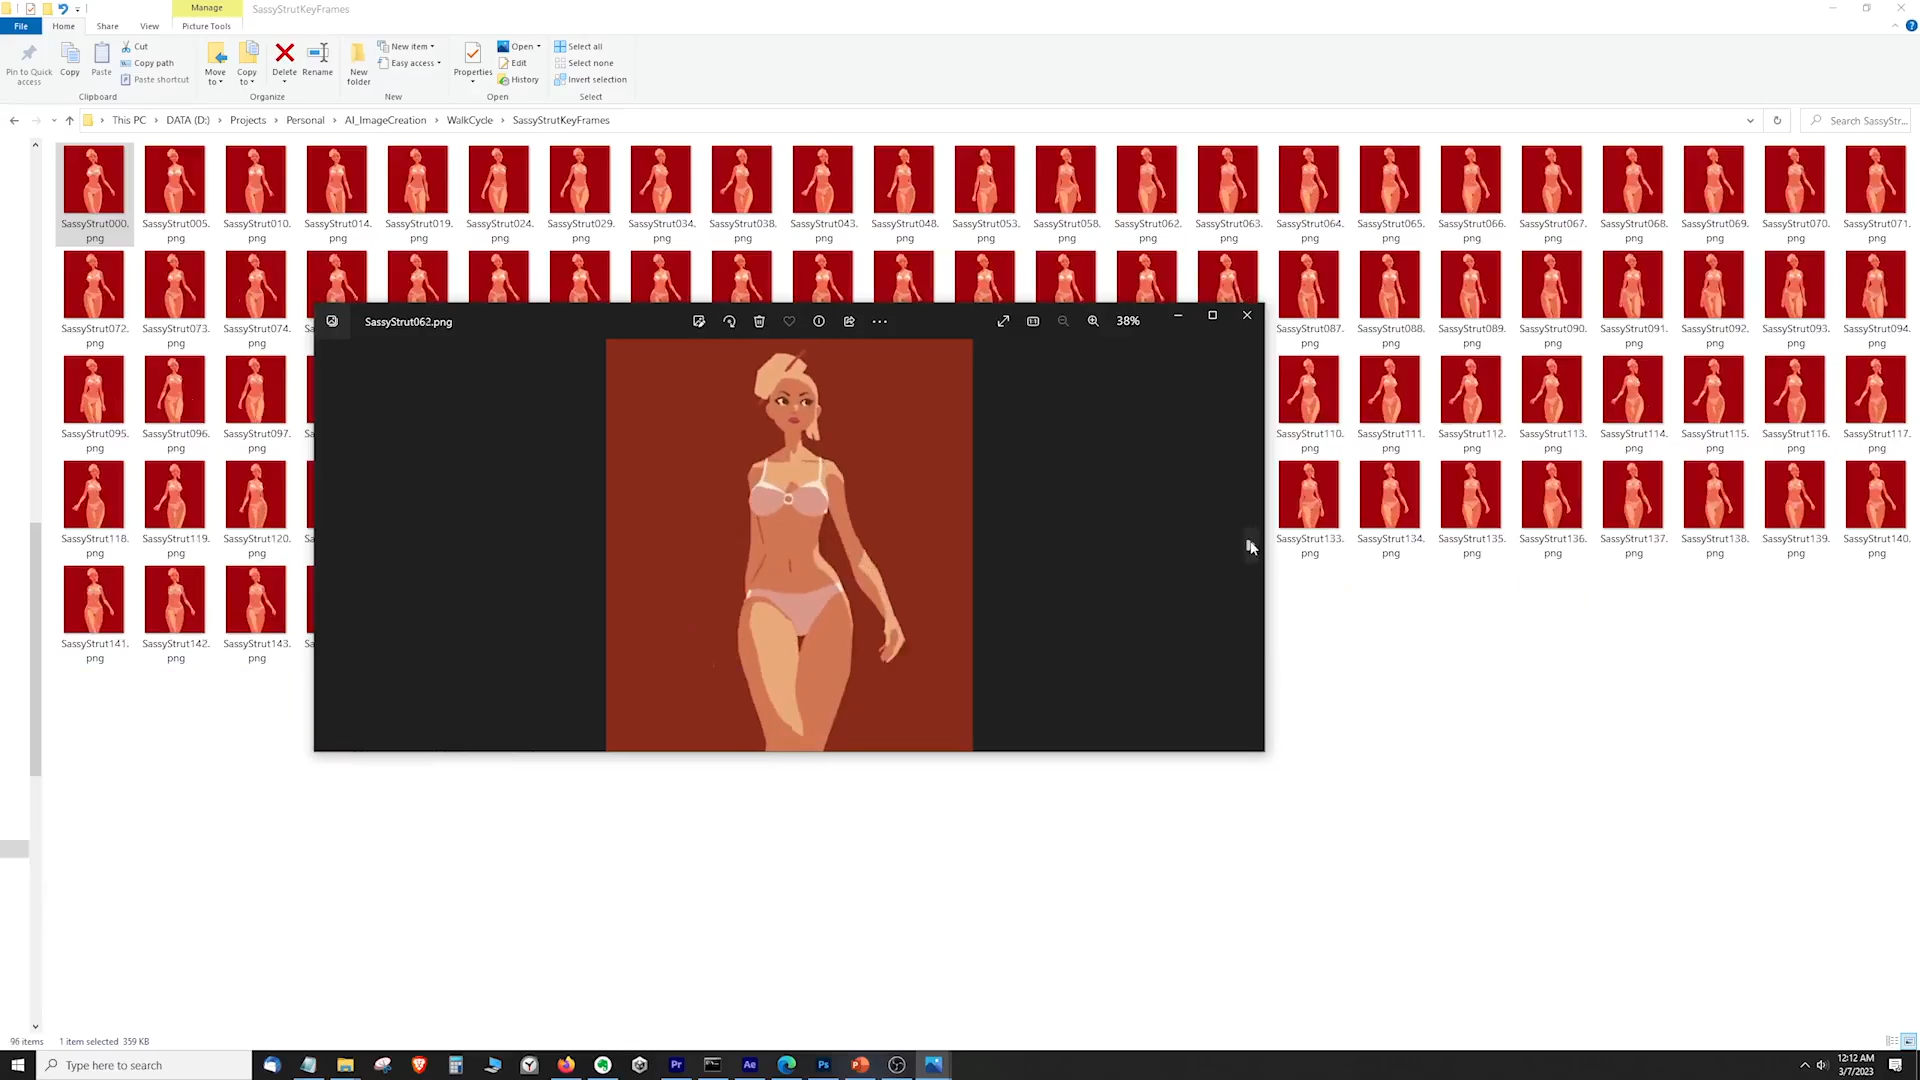 Manage
SassyStrutKeyFrames
File
Home
Share
View
Picture Tools
Pin to Quick access
Copy
Paste
Cut
Copy path
Paste shortcut
Move to
Copy to
Delete
Rename
New folder
New item
Easy access
Properties
Open
Edit
History
Select all
Select none
Invert selection
Clipboard
Organize
New
Open
Select
This PC > DATA (D:) > Projects > Personal > AI_ImageCreation > WalkCycle > SassyStrutKeyFrames
Search SassyStr...
SassyStrut000.png
SassyStrut005.png
SassyStrut010.png
SassyStrut014.png
SassyStrut019.png
SassyStrut024.png
SassyStrut029.png
SassyStrut034.png
SassyStrut038.png
SassyStrut043.png
SassyStrut048.png
SassyStrut053.png
SassyStrut058.png
SassyStrut062.png
SassyStrut063.png
SassyStrut064.png
SassyStrut065.png
SassyStrut066.png
SassyStrut067.png
SassyStrut068.png
SassyStrut069.png
SassyStrut070.png
SassyStrut071.png
SassyStrut072.png
SassyStrut073.png
SassyStrut074.png
SassyStrut087.png
SassyStrut088.png
SassyStrut089.png
SassyStrut090.png
SassyStrut091.png
SassyStrut092.png
SassyStrut093.png
SassyStrut094.png
SassyStrut062.png
38%
SassyStrut095.png
SassyStrut096.png
SassyStrut097.png
Sa
SassyStrut110.png
SassyStrut111.png
SassyStrut112.png
SassyStrut113.png
SassyStrut114.png
SassyStrut115.png
SassyStrut116.png
SassyStrut117.png
SassyStrut118.png
SassyStrut119.png
SassyStrut120.png
Sa
SassyStrut133.png
SassyStrut134.png
SassyStrut135.png
SassyStrut136.png
SassyStrut137.png
SassyStrut138.png
SassyStrut139.png
SassyStrut140.png
SassyStrut141.png
SassyStrut142.png
SassyStrut143.png
Sa
96 items
1 item selected 359 KB
Type here to search
Pr
Ae
Ps
P
12:12 AM
3/7/2023